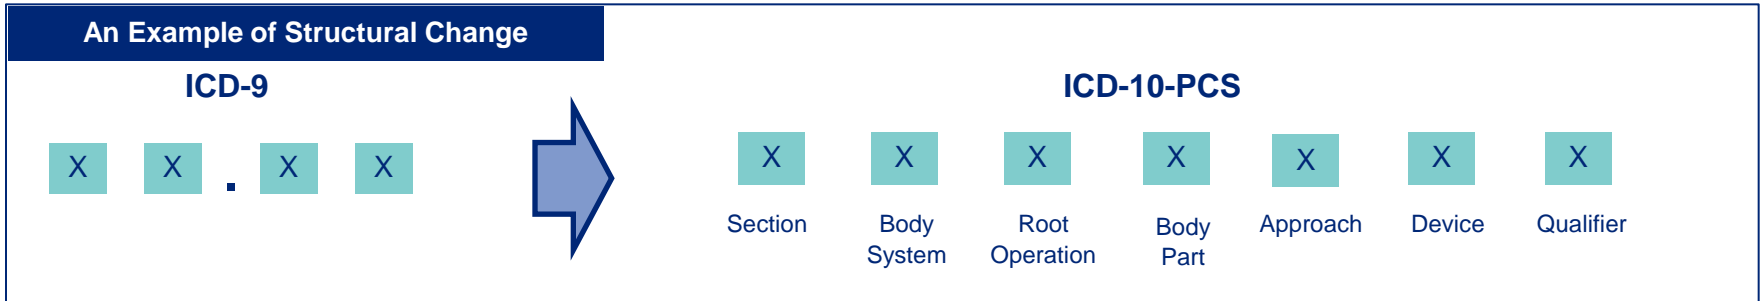 An Example of Structural Change
ICD-9
X X . X X
ICD-10-PCS
X X X X X X X
Section Body System Root Operation Body Part Approach Device Qualifier